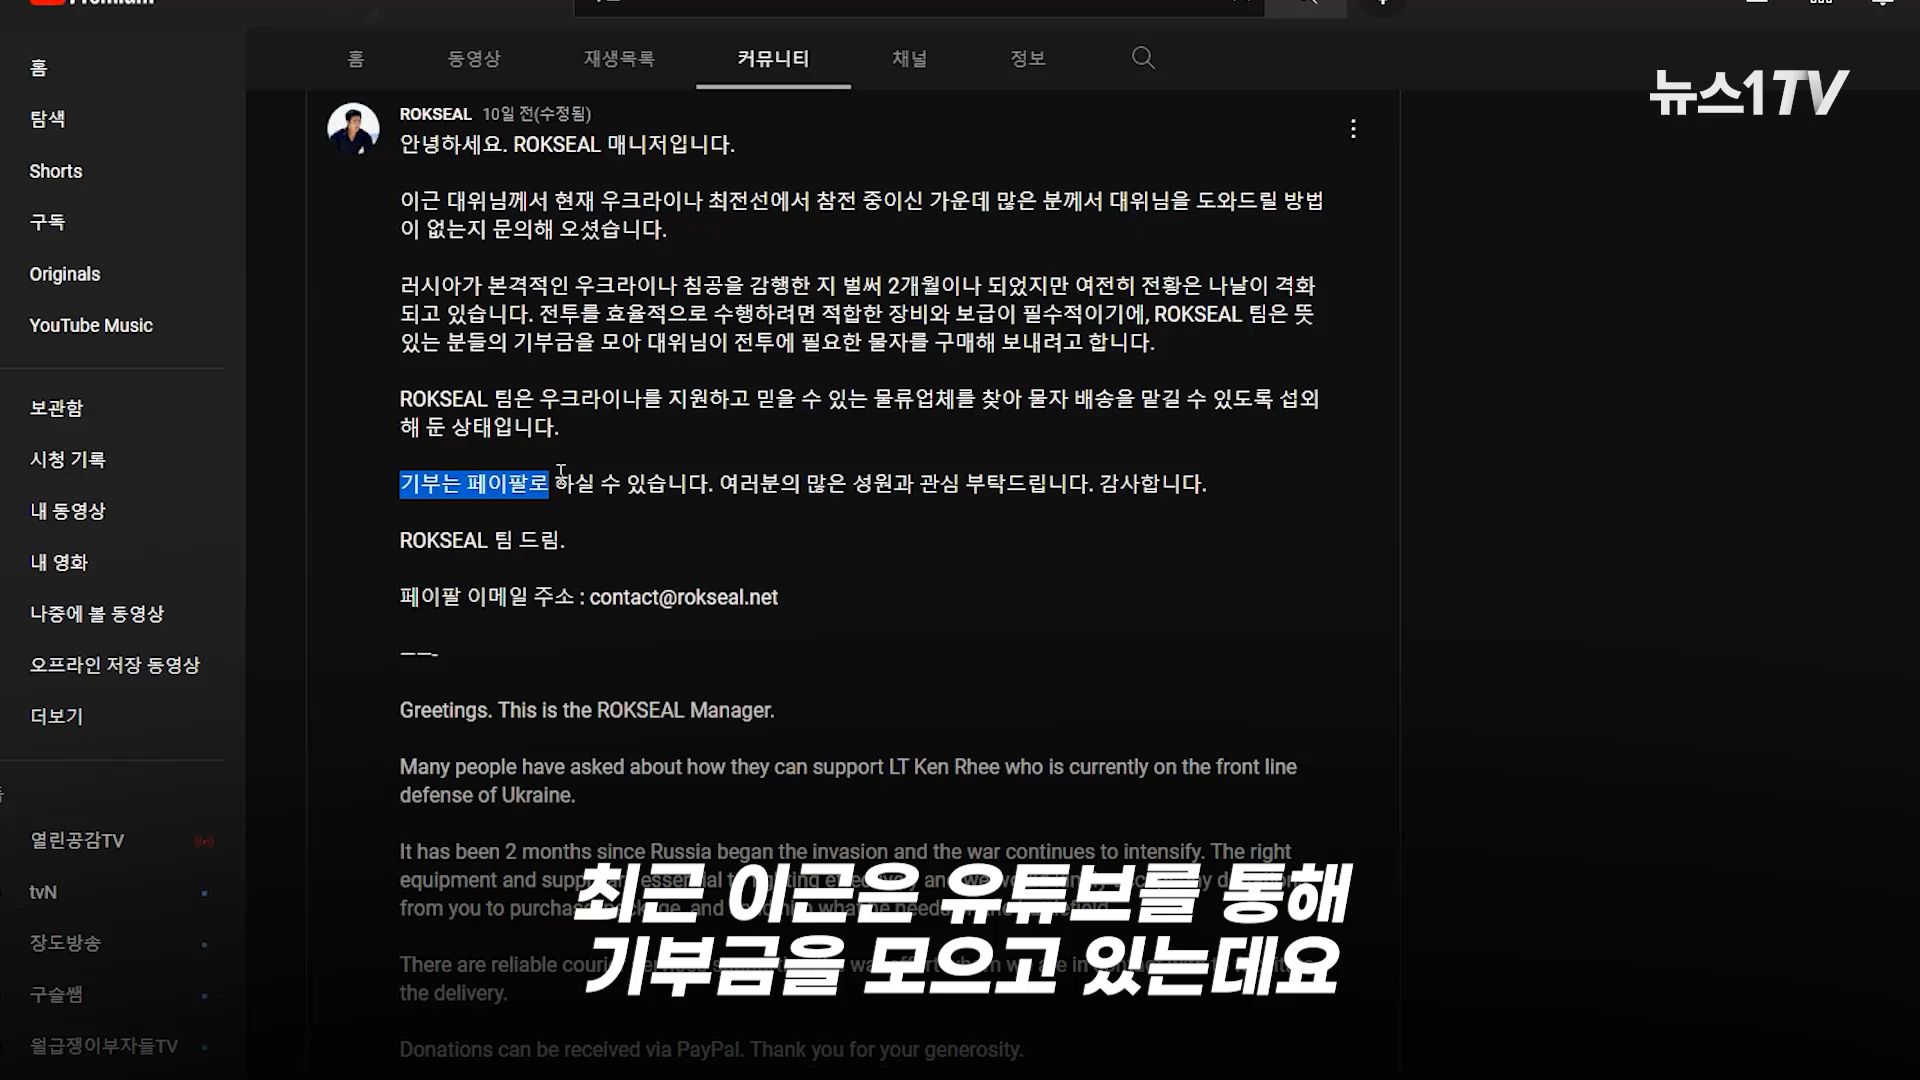 Premium
홈 동영상 재생목록 커뮤니티 채널 정보
뉴스1TV
홈
탐색
Shorts
구독
Originals
YouTube Music
보관함
시청 기록
내 동영상
내 영화
나중에 볼 동영상
오프라인 저장 동영상
더보기
열린공감TV
tvN
장도방송
구슬쌤
월급쟁이부자들TV
ROKSEAL 10일 전(수정됨)
안녕하세요. ROKSEAL 매니저입니다.
이근 대위님께서 현재 우크라이나 최전선에서 참전 중이신 가운데 많은 분께서 대위님을 도와드릴 방법
이 없는지 문의해 오셨습니다.
러시아가 본격적인 우크라이나 침공을 감행한 지 벌써 2개월이나 되었지만 여전히 전황은 나날이 격화
되고 있습니다. 전투를 효율적으로 수행하려면 적합한 장비와 보급이 필수적이기에, ROKSEAL 팀은 뜻
있는 분들의 기부금을 모아 대위님이 전투에 필요한 물자를 구매해 보내려고 합니다.
ROKSEAL 팀은 우크라이나를 지원하고 믿을 수 있는 물류업체를 찾아 물자 배송을 맡길 수 있도록 섭외
해 둔 상태입니다.
기부는 페이팔로 하실 수 있습니다. 여러분의 많은 성원과 관심 부탁드립니다. 감사합니다.
ROKSEAL 팀 드림.
페이팔 이메일 주소 : contact@rokseal.net
——-
Greetings. This is the ROKSEAL Manager.
Many people have asked about how they can support LT Ken Rhee who is currently on the front line
defense of Ukraine.
It has been 2 months since Russia began the invasion and the war continues to intensify. The right
equipment and
from you to purchase
There are reliable
the delivery.
Donations can be received via PayPal. Thank you for your generosity.
최근 이근은 유튜브를 통해
기부금을 모으고 있는데요